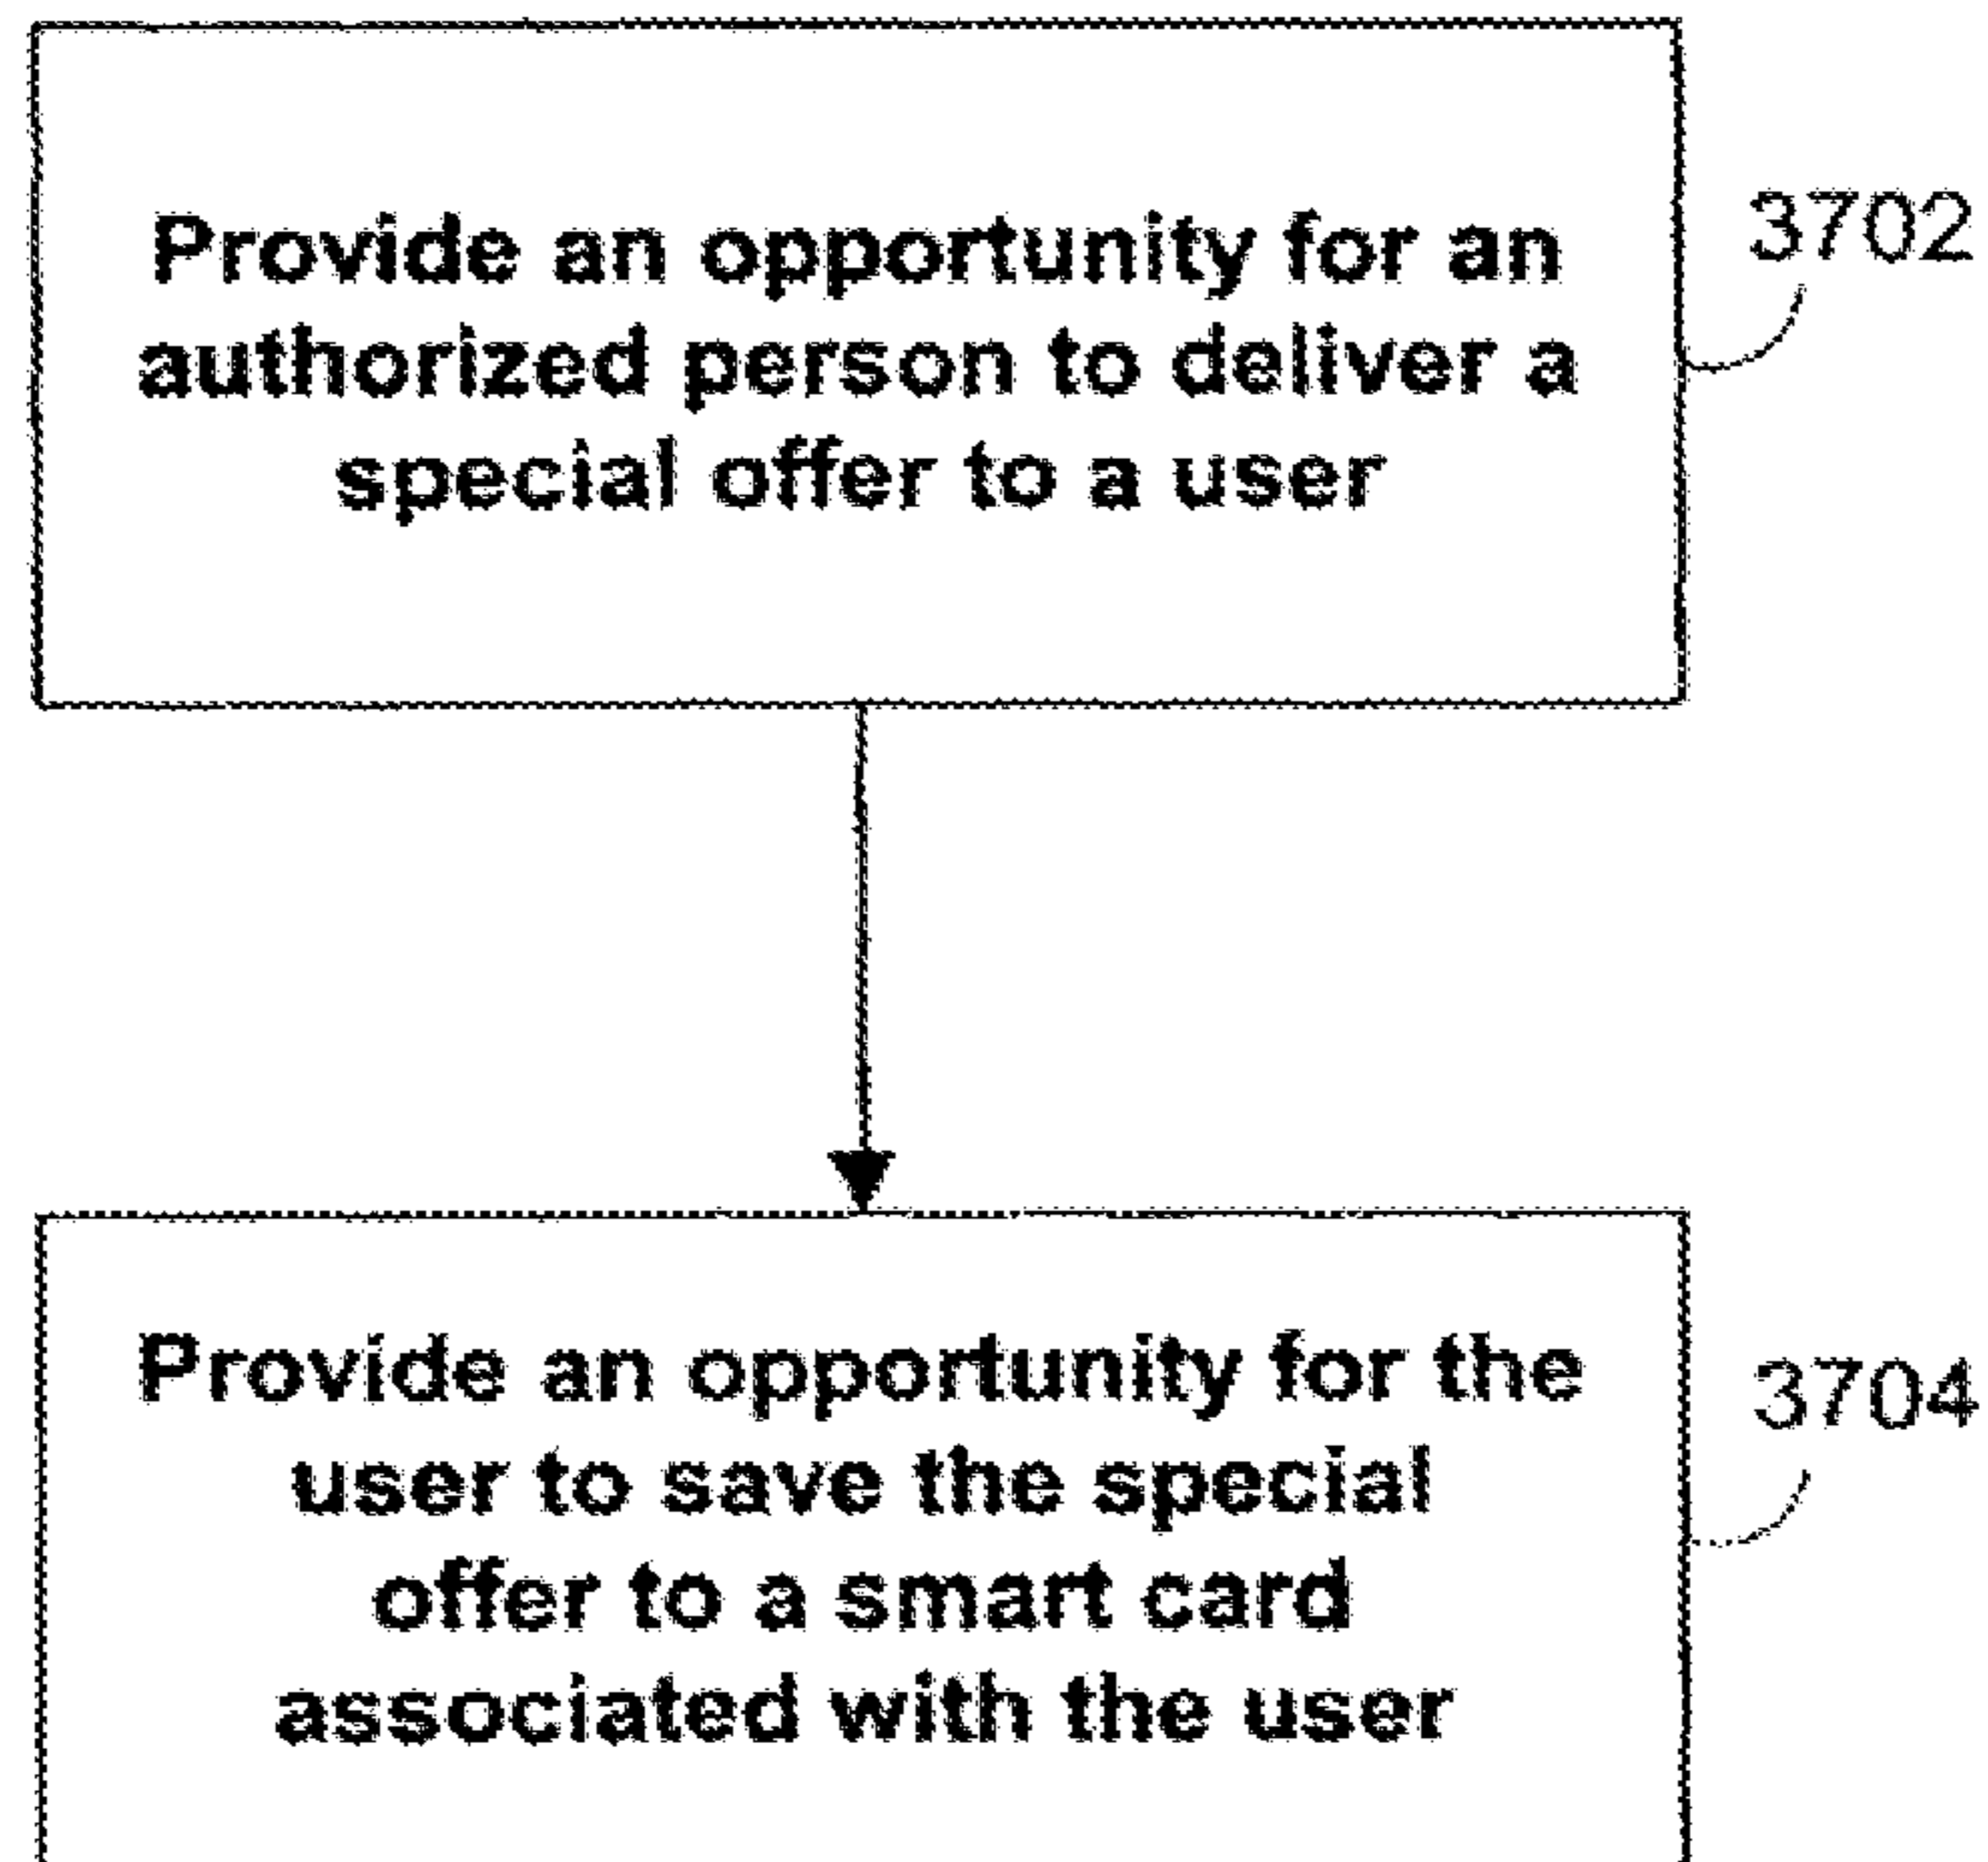 Provide an opportunity for an
authorized person to deliver a
special offer to a user
3702
Provide an opportunity for the
user to save the special
offer to a smart card
associated with the user
3704